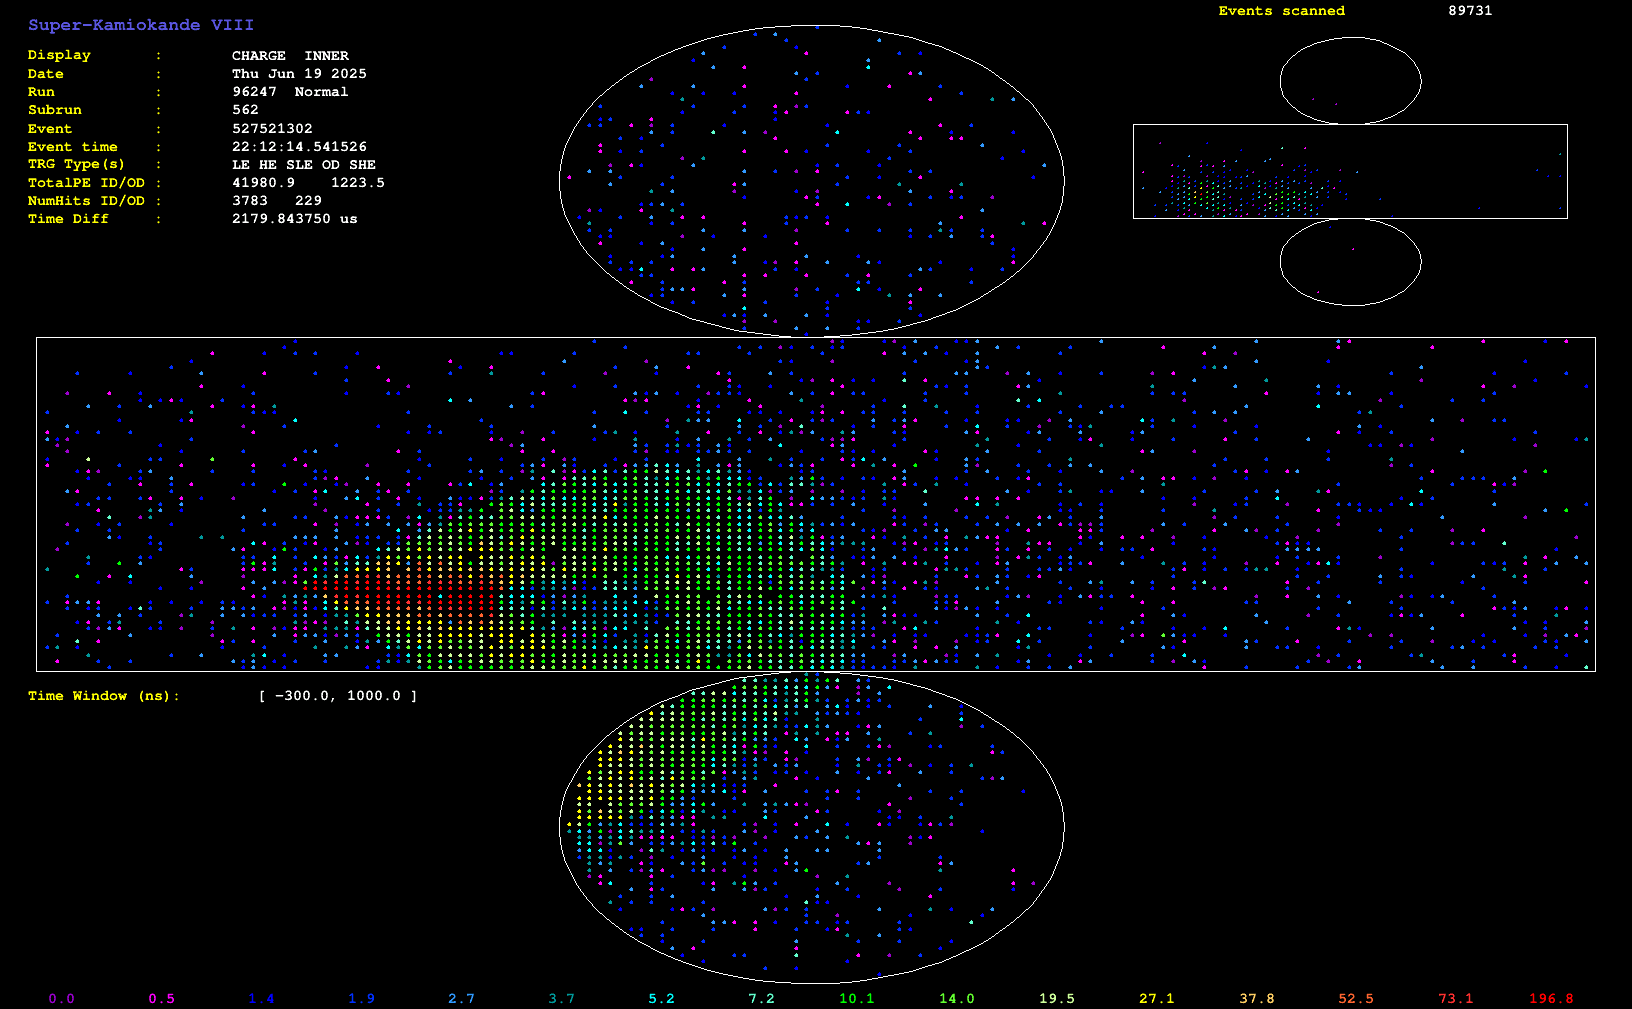 Super-Kamiokande VIII
Events scanned 89731
Display : CHARGE INNER
Date : Thu Jun 19 2025
Run : 96247 Normal
Subrun : 562
Event : 527521302
Event time : 22:12:14.541526
TRG Type(s) : LE HE SLE OD SHE
TotalPE ID/OD : 41980.9 1223.5
NumHits ID/OD : 3783 229
Time Diff : 2179.843750 us
Time Window (ns): [ -300.0, 1000.0 ]
0.0 0.5 1.4 1.9 2.7 3.7 5.2 7.2 10.1 14.0 19.5 27.1 37.8 52.5 73.1 196.8